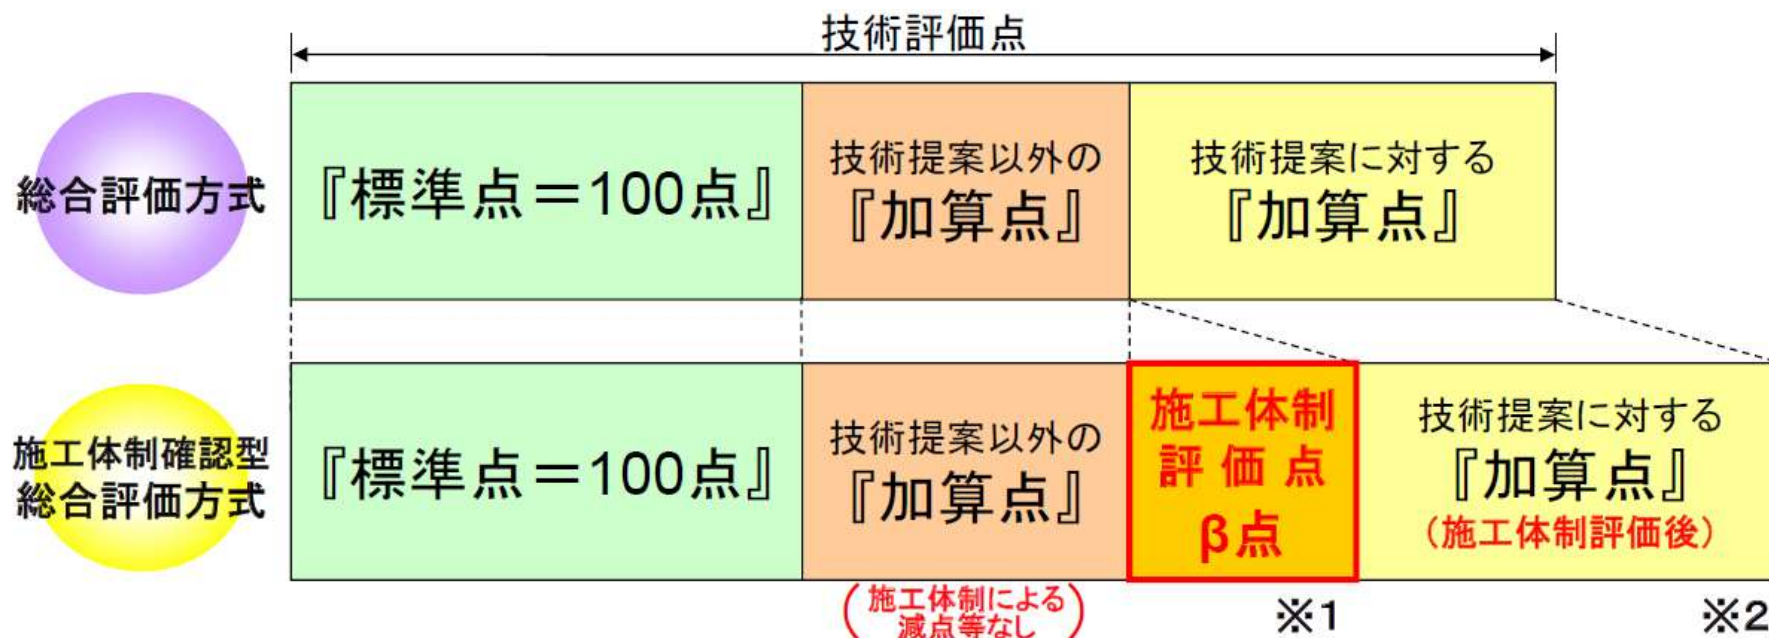 技術評価点
総合評価方式
『標準点＝100点』
技術提案以外の
『加算点』
技術提案に対する
『加算点』
施工体制確認型
総合評価方式
『標準点＝100点』
技術提案以外の
『加算点』
施工体制
評価点
β点
技術提案に対する
『加算点』
（施工体制評価後）
（施工体制による
減点等なし）
※1
※2